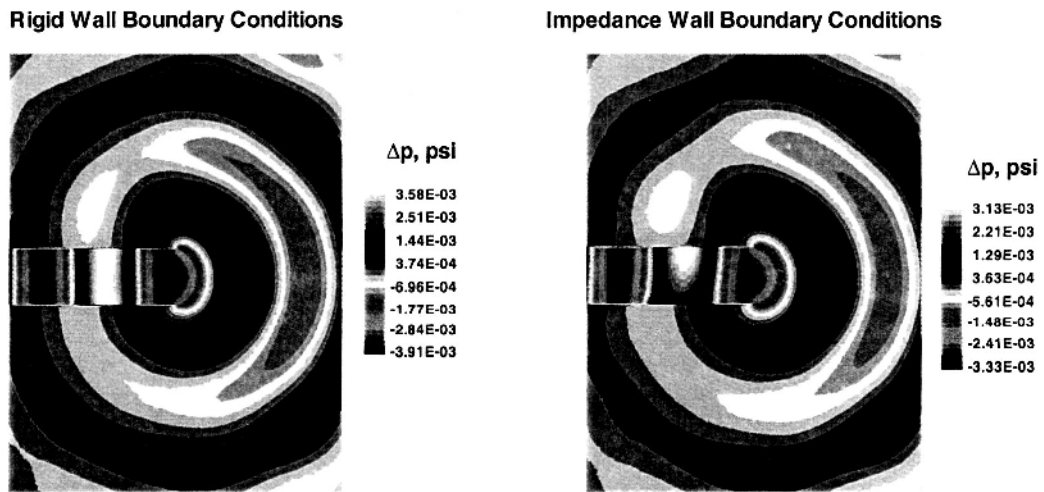 Rigid Wall Boundary Conditions
Impedance Wall Boundary Conditions
Δp, psi
3.58E-03
2.51E-03
1.44E-03
3.74E-04
-6.96E-04
-1.77E-03
-2.84E-03
-3.91E-03
Δp, psi
3.13E-03
2.21E-03
1.29E-03
3.63E-04
-5.61E-04
-1.48E-03
-2.41E-03
-3.33E-03